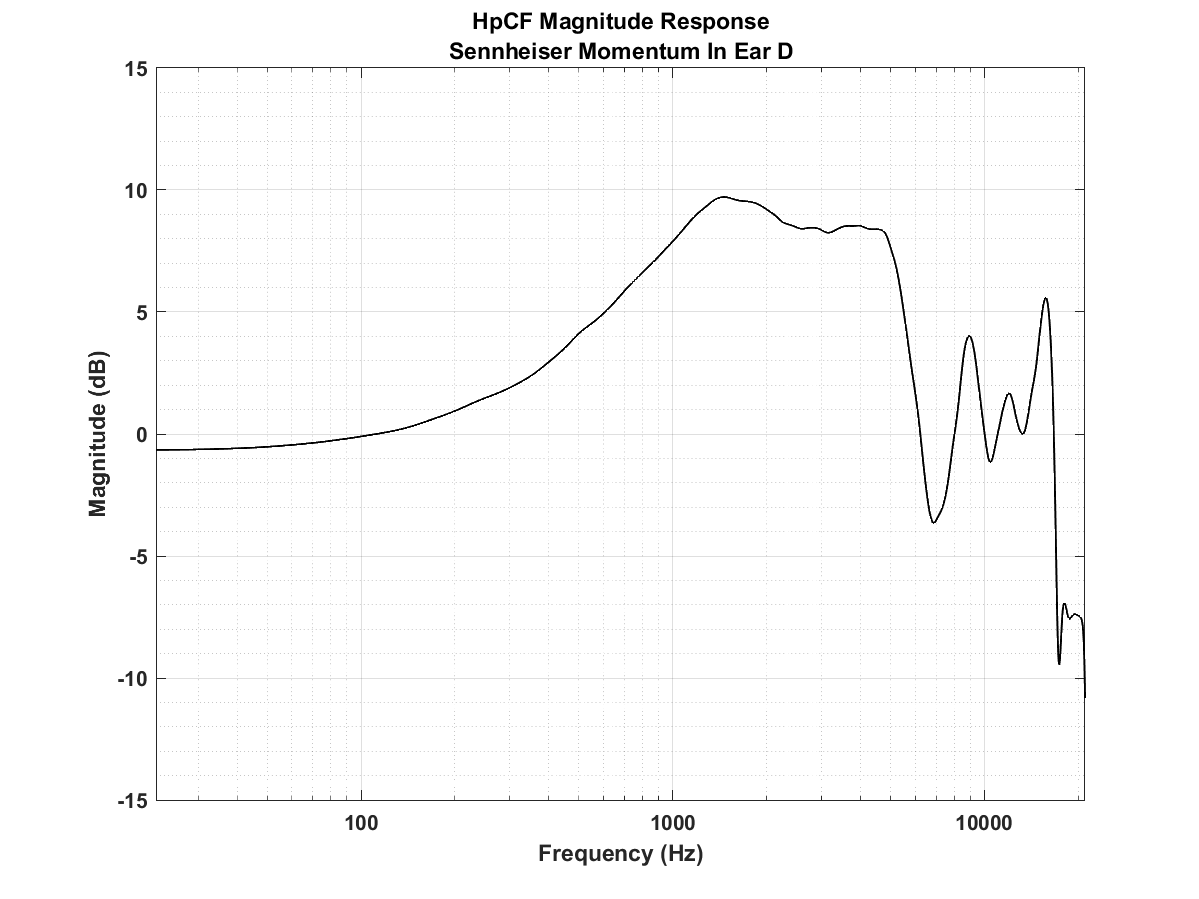 HpCF Magnitude Response
Sennheiser Momentum In Ear D
15
10
5
0
-5
-10
-15
Magnitude (dB)
100
1000
10000
Frequency (Hz)